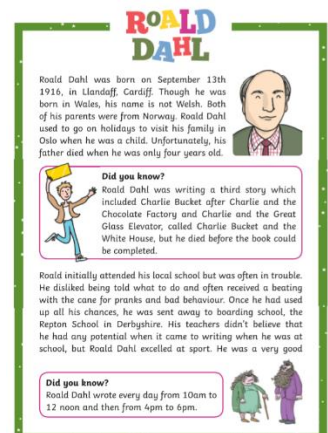 ROALD
DAHL
Roald Dahl was born on September 13th
1916, in Llandaff, Cardiff. Though he was
born in Wales, his name is not Welsh. Both
of his parents were from Norway. Roald Dahl
used to go on holidays to visit his family in
Oslo when he was a child. Unfortunately, his
father died when he was only four years old.
Did you know?
Roald Dahl was writing a third story which
included Charlie Bucket after Charlie and the
Chocolate Factory and Charlie and the Great
Glass Elevator, called Charlie Bucket and the
White House, but he died before the book could
be completed.
Roald initially attended his local school but was often in trouble.
He disliked being told what to do and often received a beating
with the cane for pranks and bad behaviour. Once he had used
up all his chances, he was sent away to boarding school, the
Repton School in Derbyshire. His teachers didn't believe that
he had any potential when it came to writing when he was at
school, but Roald Dahl excelled at sport. He was a very good
Did you know?
Roald Dahl wrote every day from 10am to
12 noon and then from 4pm to 6pm.